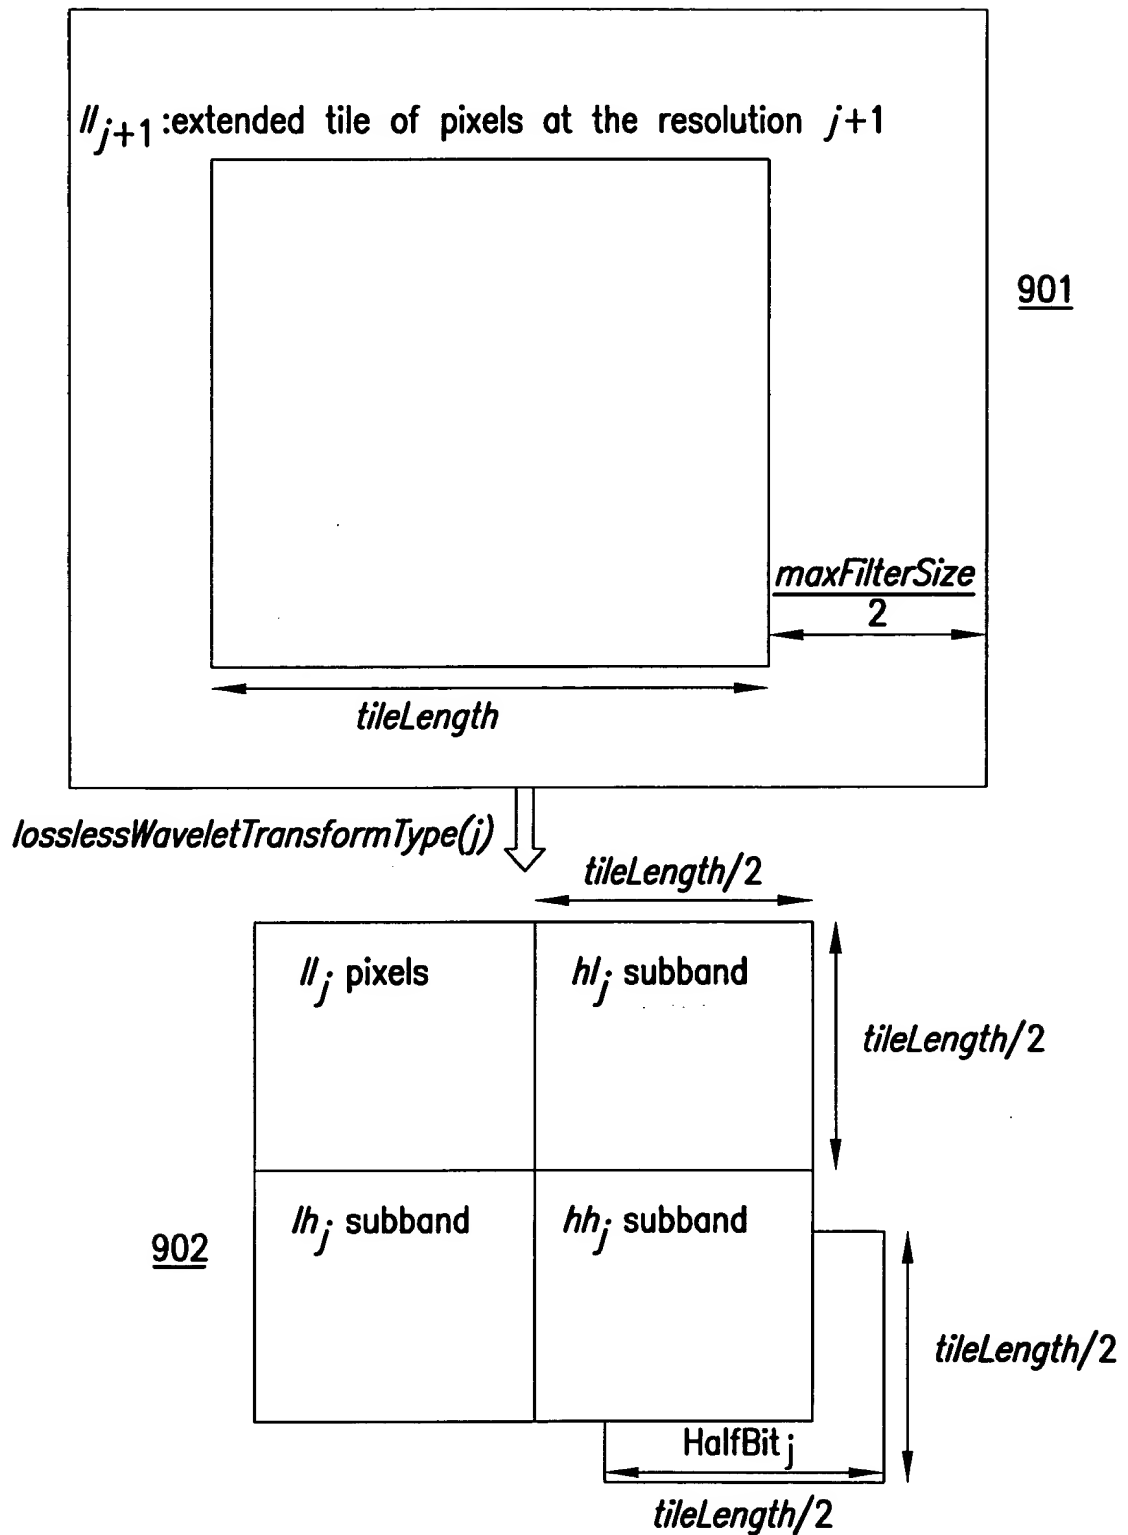 ll_{j+1}:extended tile of pixels at the resolution j+1
901
maxFilterSize
2
tileLength
losslessWaveletTransformType(j)
tileLength/2
ll_j pixels
hl_j subband
tileLength/2
lh_j subband
hh_j subband
902
tileLength/2
HalfBit_j
tileLength/2